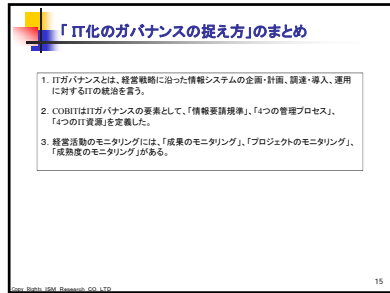 「IT化のガバナンスの捉え方」のまとめ
1. ITガバナンスとは、経営戦略に沿った情報システムの企画・計画、調達・導入、運用
に対するITの統治を言う。
2. COBITはITガバナンスの要素として、「情報要請規準」、「4つの管理プロセス」、
「4つのIT資源」を定義した。
3. 経営活動のモニタリングには、「成果のモニタリング」、「プロジェクトのモニタリング」、
「成熟度のモニタリング」がある。
15
Copy Rights ISM Research CO. LTD